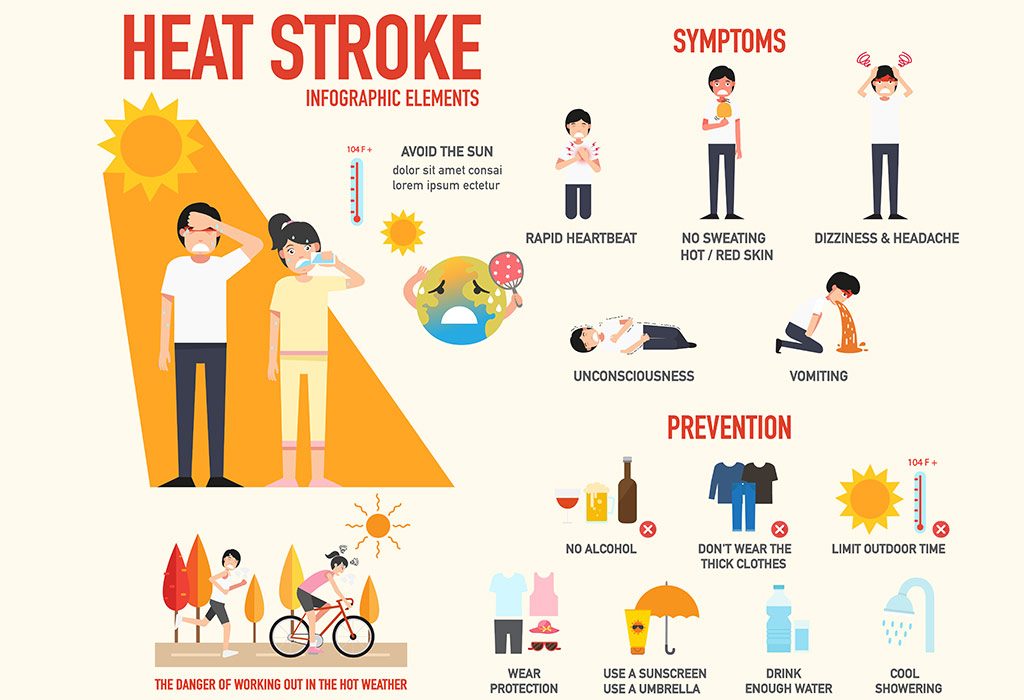 HEAT STROKE
INFOGRAPHIC ELEMENTS
104 F +
AVOID THE SUN
dolor sit amet consai
lorem ipsum ectetur
THE DANGER OF WORKING OUT IN THE HOT WEATHER
SYMPTOMS
RAPID HEARTBEAT
NO SWEATING
HOT / RED SKIN
DIZZINESS & HEADACHE
UNCONSCIOUSNESS
VOMITING
PREVENTION
104 F +
NO ALCOHOL
DON'T WEAR THE
THICK CLOTHES
LIMIT OUTDOOR TIME
WEAR
PROTECTION
USE A SUNSCREEN
USE A UMBRELLA
DRINK
ENOUGH WATER
COOL
SHOWERING